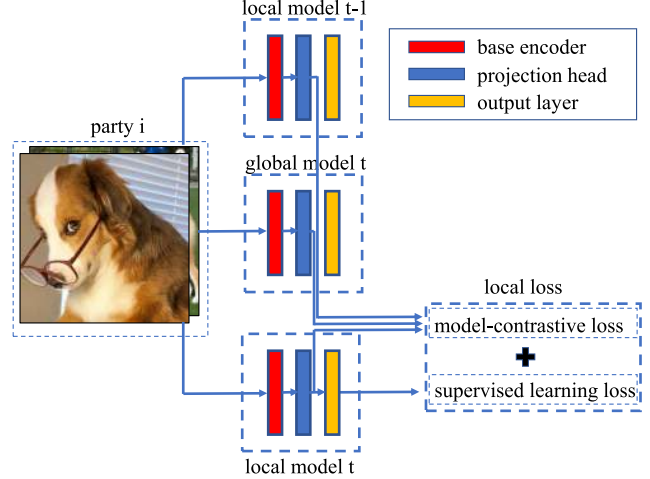 local model t-1
base encoder
projection head
output layer
party i
global model t
local loss
model-contrastive loss
supervised learning loss
local model t